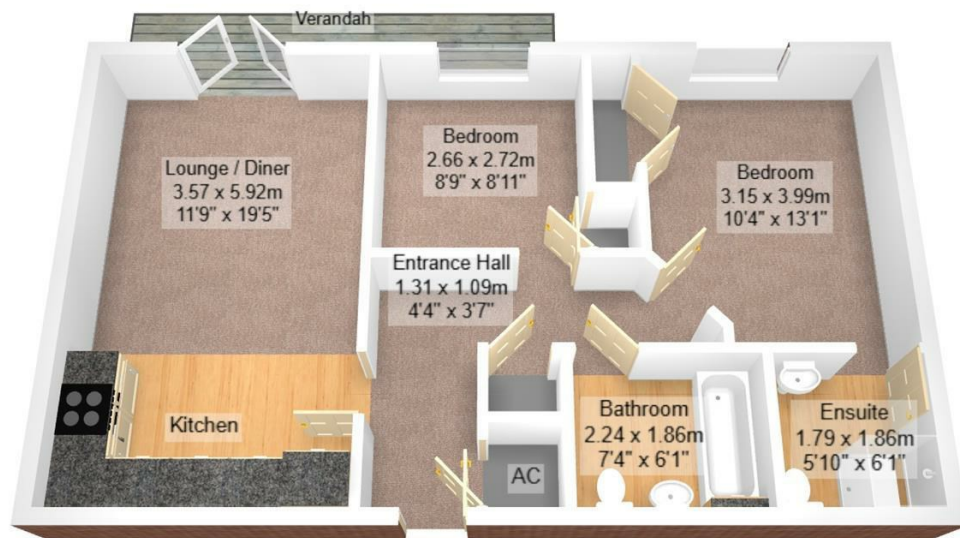 Verandah
Lounge / Diner
3.57 x 5.92m
11'9" x 19'5"
Bedroom
2.66 x 2.72m
8'9" x 8'11"
Bedroom
3.15 x 3.99m
10'4" x 13'1"
Entrance Hall
1.31 x 1.09m
4'4" x 3'7"
Kitchen
Bathroom
2.24 x 1.86m
7'4" x 6'1"
Ensuite
1.79 x 1.86m
5'10" x 6'1"
AC